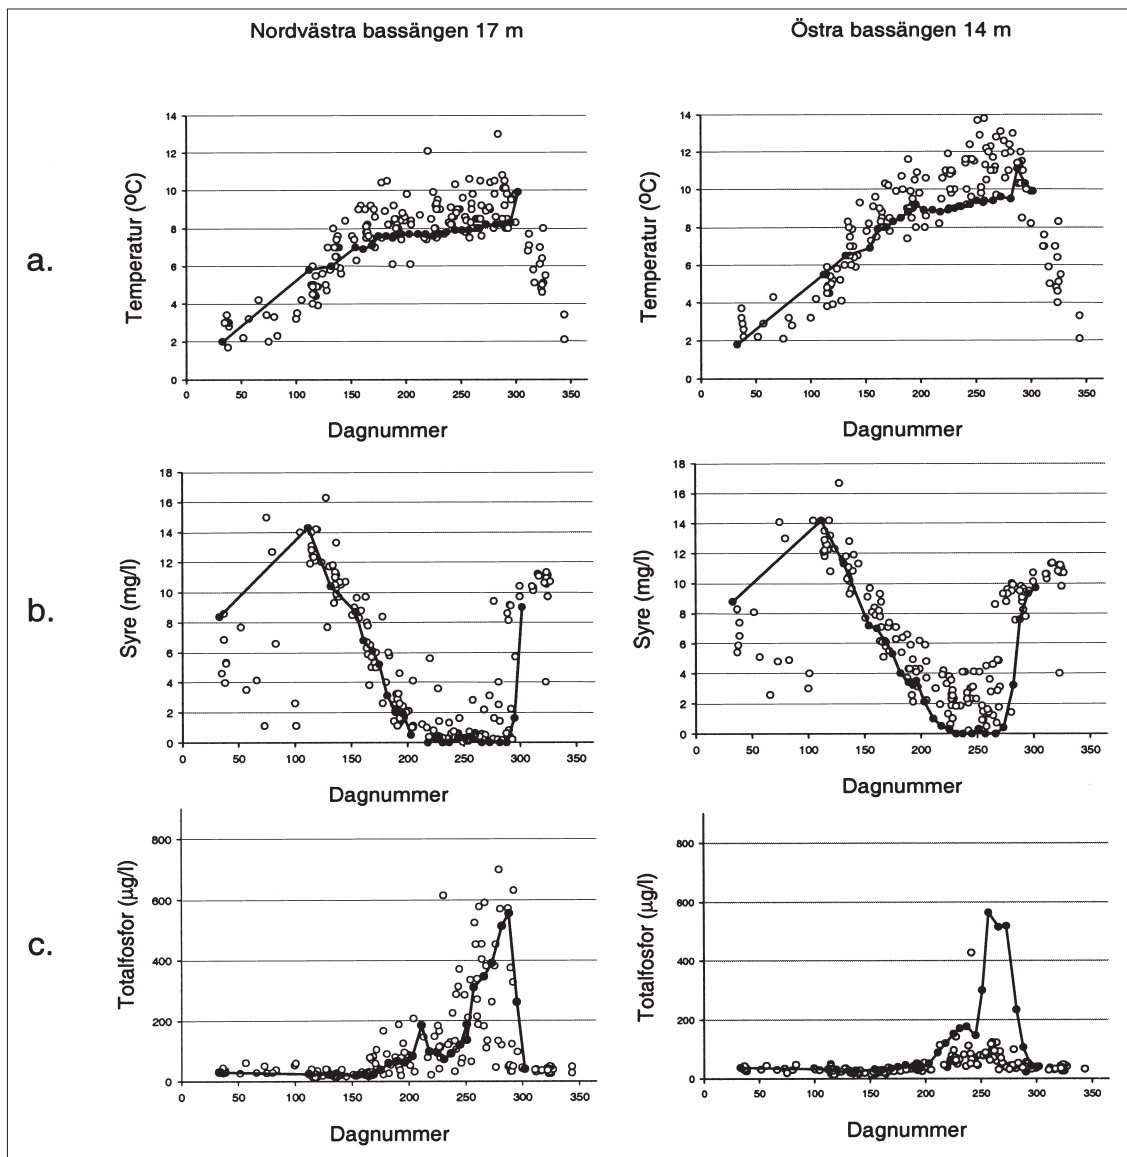 Nordvästra bassängen 17 m
Östra bassängen 14 m
a.
Temperatur (ºC)
14
12
10
8
6
4
2
0
0 50 100 150 200 250 300 350
Dagnummer
Temperatur (ºC)
14
12
10
8
6
4
2
0
0 50 100 150 200 250 300 350
Dagnummer
b.
Syre (mg/l)
18
16
14
12
10
8
6
4
2
0
0 50 100 150 200 250 300 350
Dagnummer
Syre (mg/l)
18
16
14
12
10
8
6
4
2
0
0 50 100 150 200 250 300 350
Dagnummer
c.
Totalfosfor (µg/l)
800
600
400
200
0
0 50 100 150 200 250 300 350
Dagnummer
Totalfosfor (µg/l)
800
600
400
200
0
0 50 100 150 200 250 300 350
Dagnummer